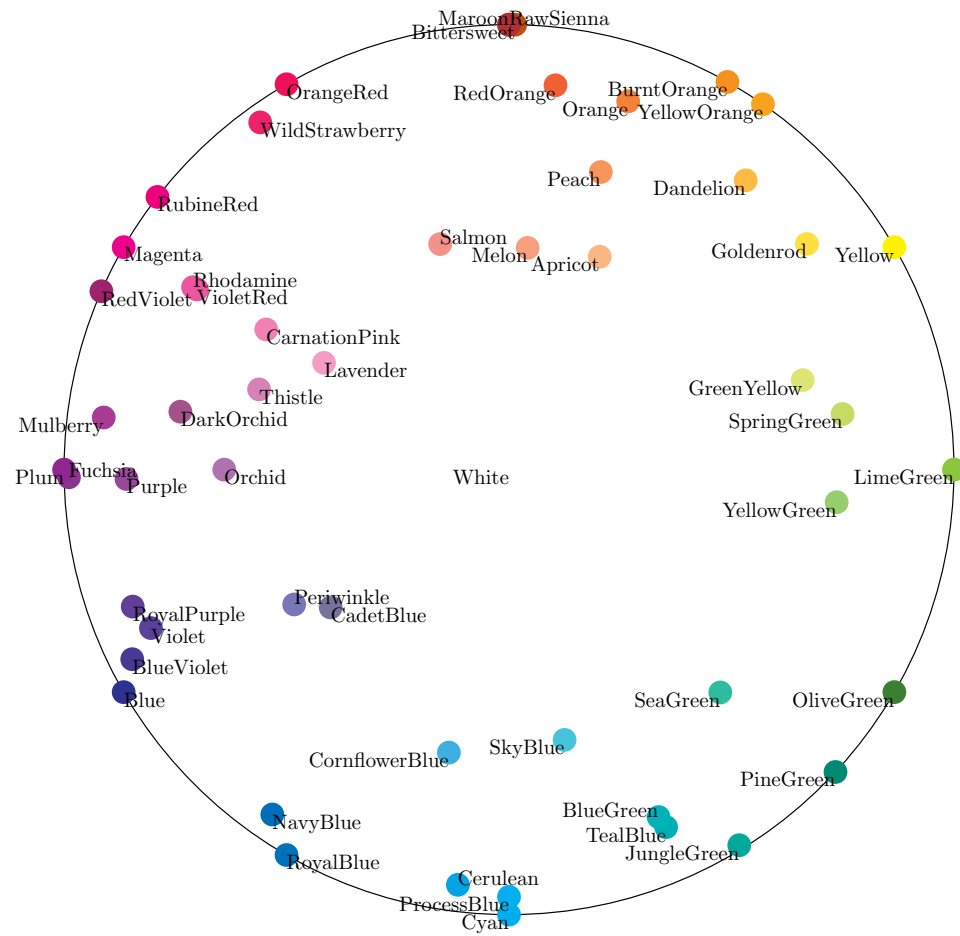 MaroonRawSienna
Bittersweet
OrangeRed
RedOrange
BurntOrange
Orange
YellowOrange
WildStrawberry
Peach
Dandelion
RubineRed
Salmon
Melon
Apricot
Goldenrod
Yellow
Magenta
Rhodamine
RedViolet
VioletRed
CarnationPink
Lavender
GreenYellow
Thistle
DarkOrchid
SpringGreen
Mulberry
Fuchsia
Plum
Purple
Orchid
White
LimeGreen
YellowGreen
Periwinkle
RoyalPurple
CadetBlue
Violet
BlueViolet
Blue
SeaGreen
OliveGreen
SkyBlue
CornflowerBlue
PineGreen
BlueGreen
NavyBlue
TealBlue
JungleGreen
RoyalBlue
Cerulean
ProcessBlue
Cyan